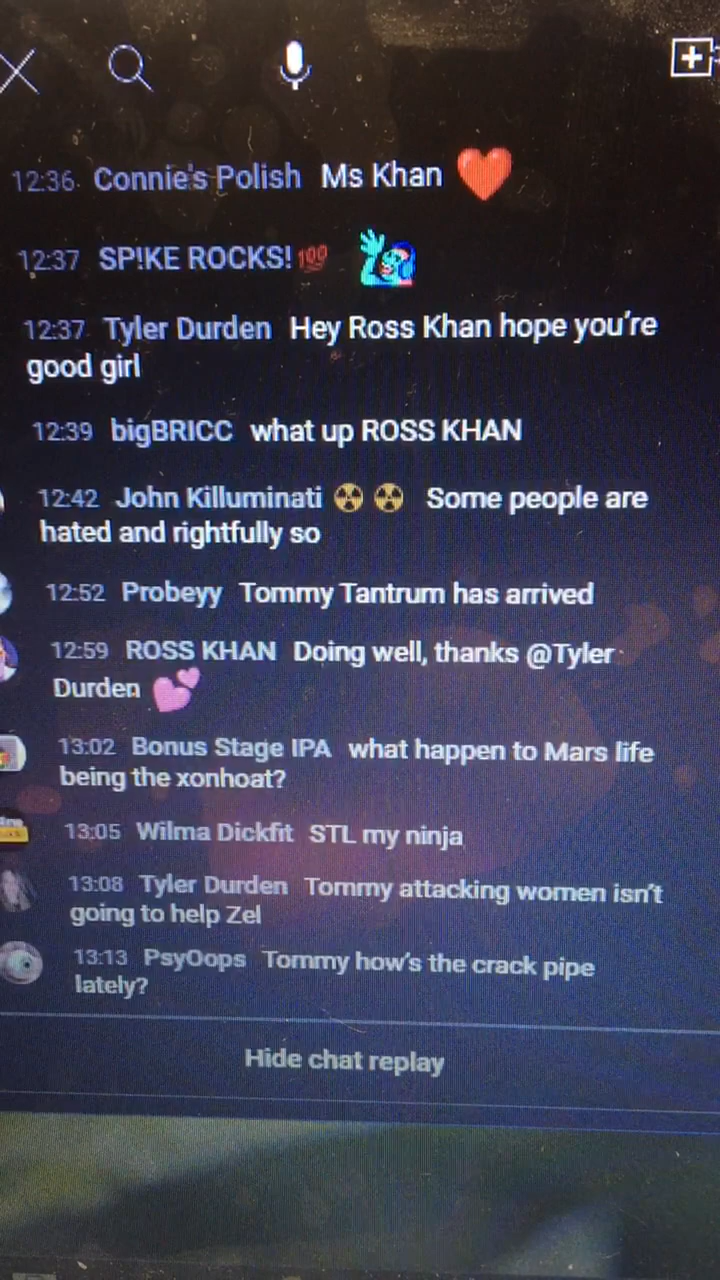 12:36 Connie's Polish Ms Khan ❤️
12:37 SP!KE ROCKS!💯
12:37 Tyler Durden Hey Ross Khan hope you're
good girl
12:39 bigBRICC what up ROSS KHAN
12:42 John Killuminati ☢️ ☢️ Some people are
hated and rightfully so
12:52 Probeyy Tommy Tantrum has arrived
12:59 ROSS KHAN Doing well, thanks @Tyler
Durden 💕
13:02 Bonus Stage IPA what happen to Mars life
being the xonhoat?
13:05 Wilma Dickfit STL my ninja
13:08 Tyler Durden Tommy attacking women isn't
going to help Zel
13:13 PsyOops Tommy how's the crack pipe
lately?
Hide chat replay